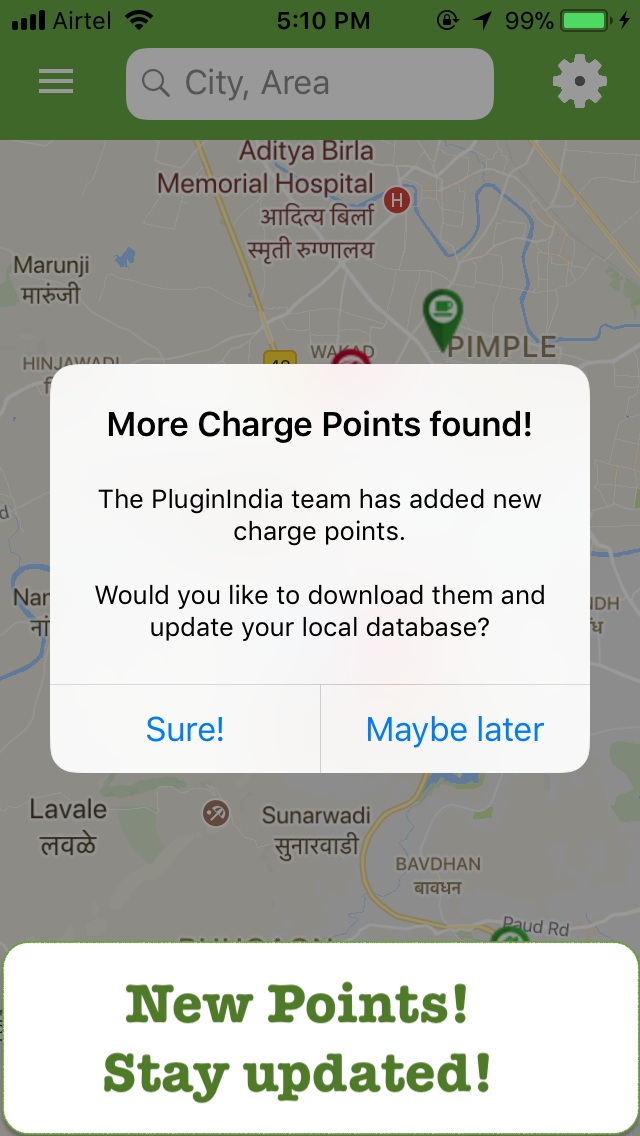 Airtel 5:10 PM 99%
City, Area
Aditya Birla
Memorial Hospital
H
आदित्य बिर्ला
स्मृती रुग्णालय
Marunji
मारुंजी
WAKAD
PIMPLE
HINJAWADI
More Charge Points found!
The PluginIndia team has added new
charge points.
Would you like to download them and
update your local database?
Sure!
Maybe later
Lavale
लवळे
Sunarwadi
सुनारवाडी
BAVDHAN
बावधन
Paud Rd
New Points!
Stay updated!